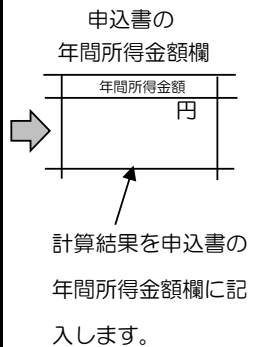 申込書の
年間所得金額欄
年間所得金額
円
計算結果を申込書の
年間所得金額欄に記
入します。